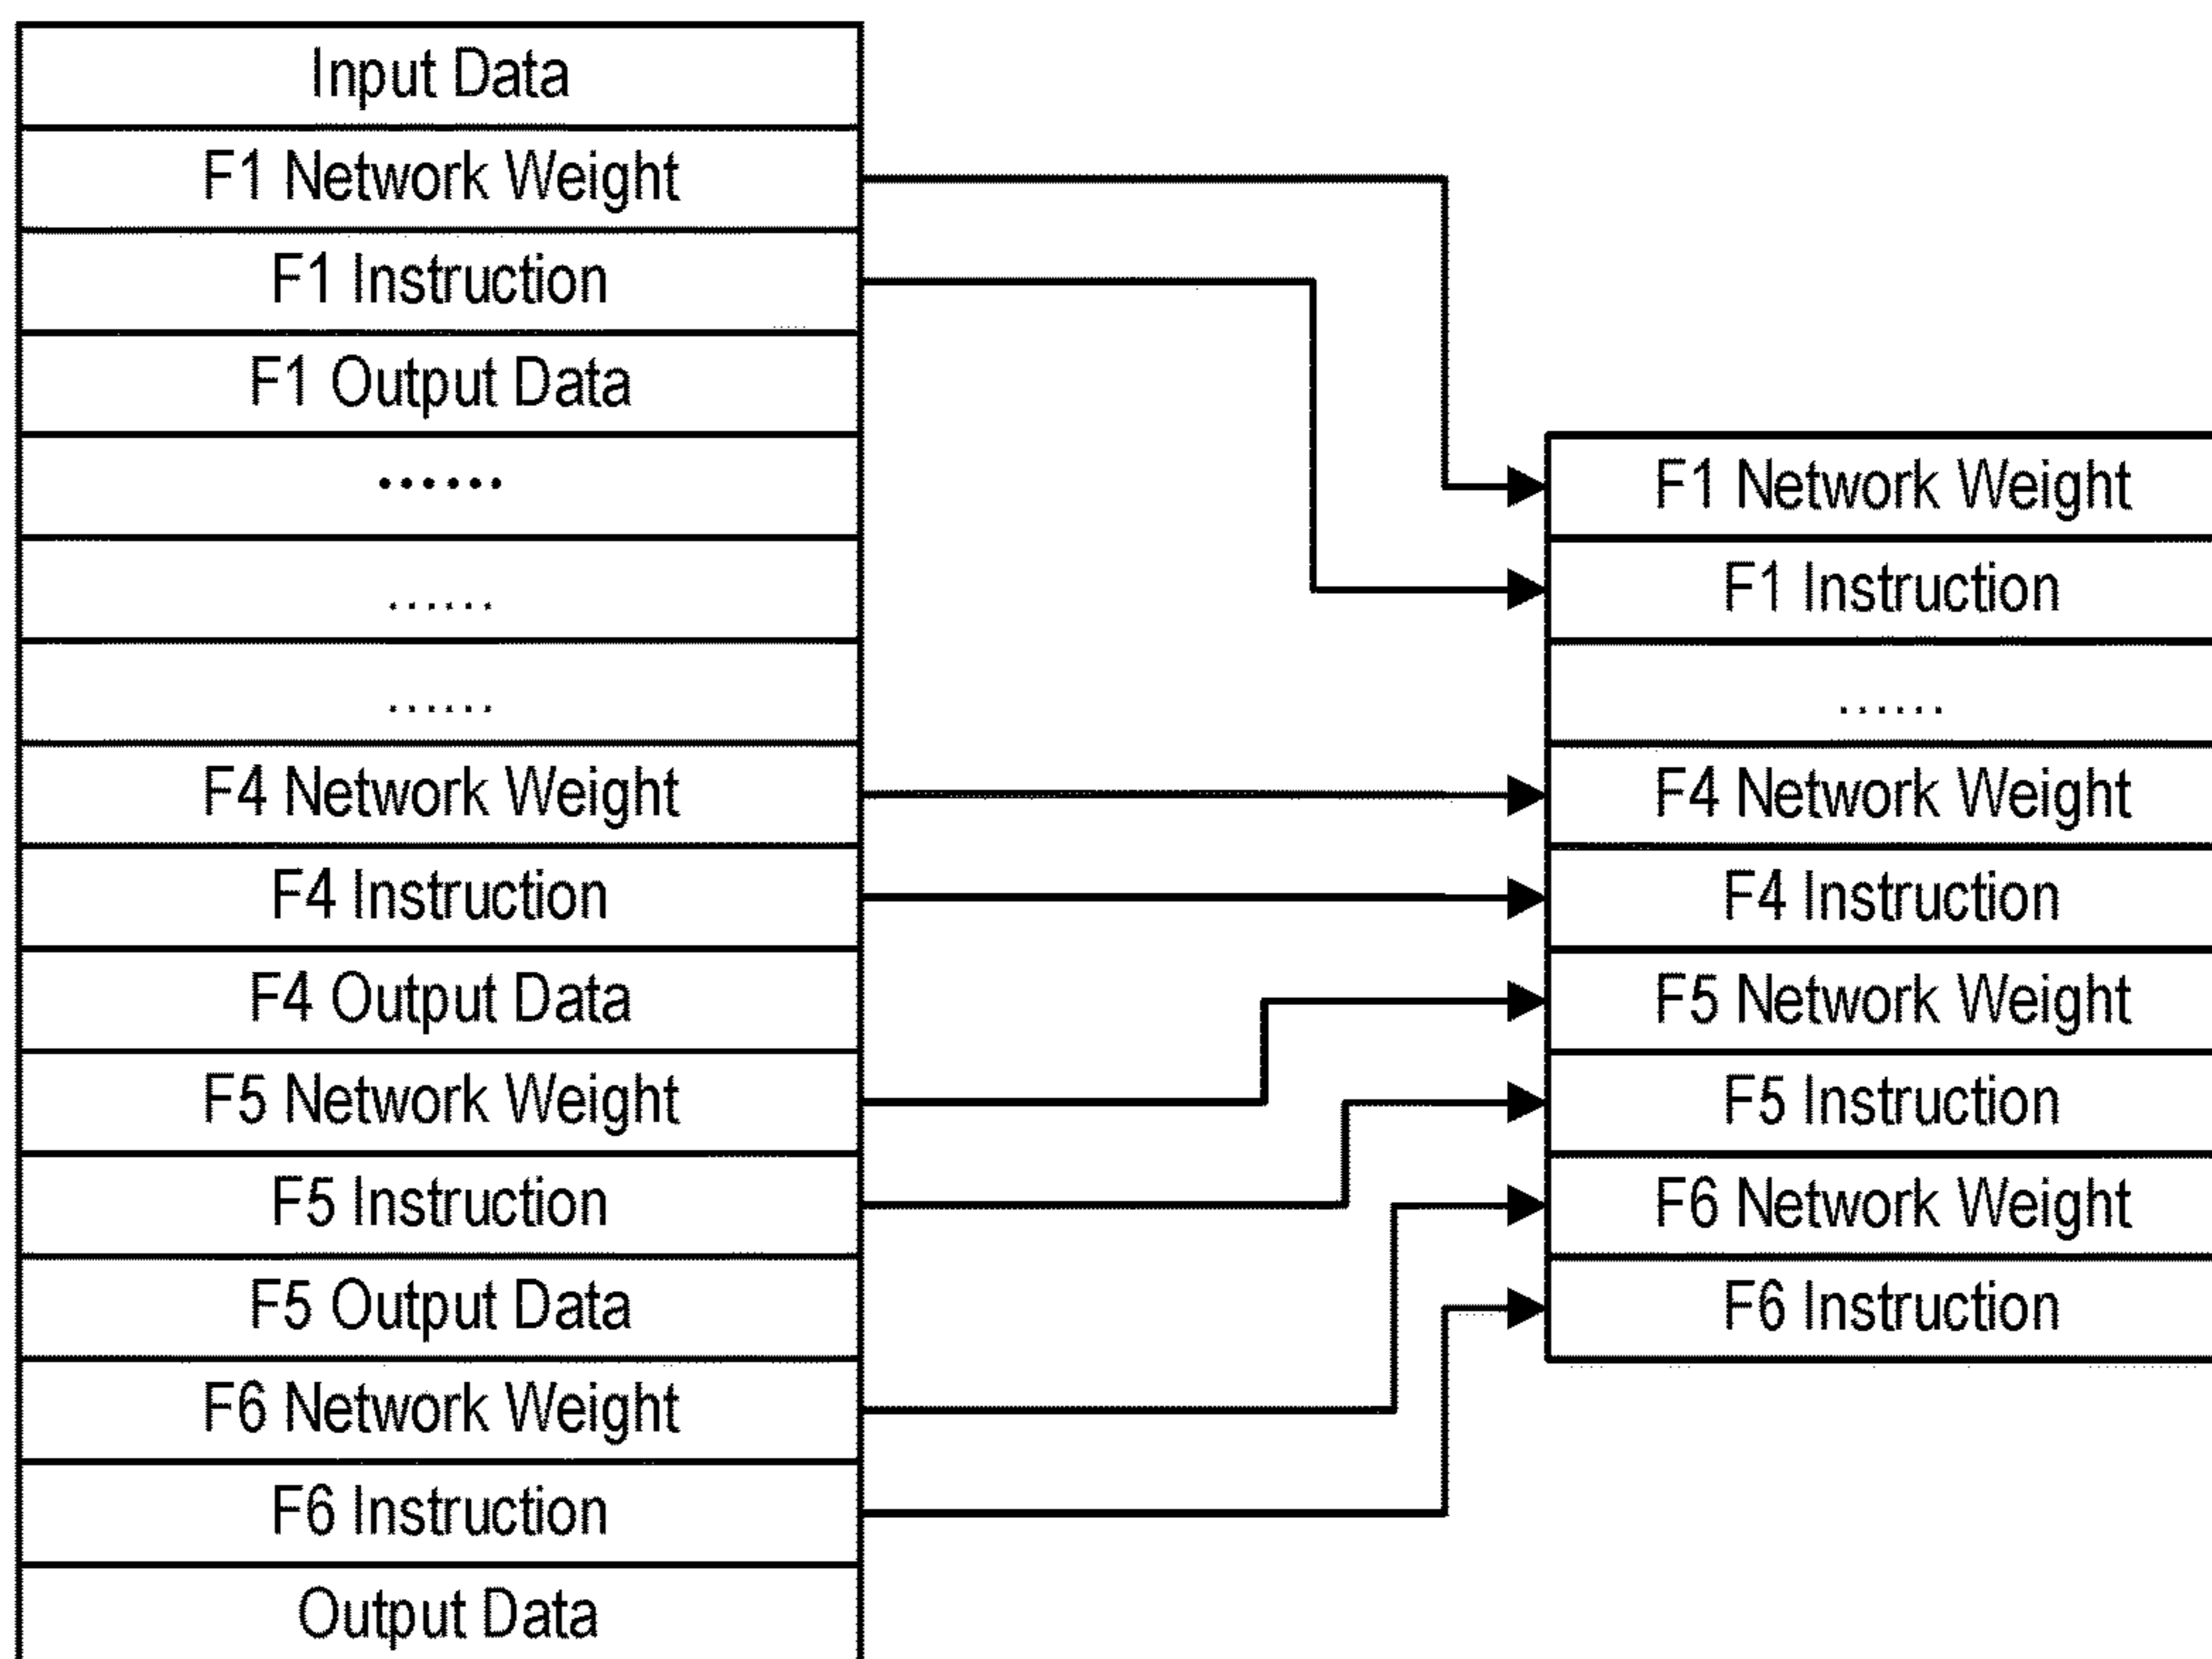 Input Data
F1 Network Weight
F1 Instruction
F1 Output Data
......
......
......
F4 Network Weight
F4 Instruction
F4 Output Data
F5 Network Weight
F5 Instruction
F5 Output Data
F6 Network Weight
F6 Instruction
Output Data
F1 Network Weight
F1 Instruction
......
F4 Network Weight
F4 Instruction
F5 Network Weight
F5 Instruction
F6 Network Weight
F6 Instruction